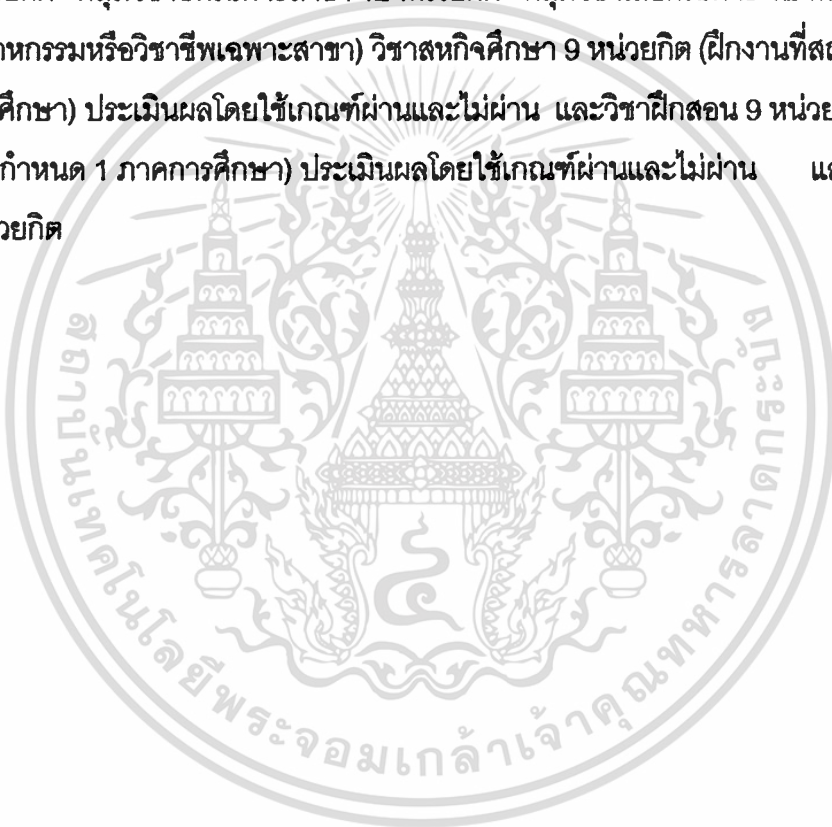 าหกรรมหรือวิชาชีพเฉพาะสาขา) วิชาสหกิจศึกษา 9 หน่วยกิต (ฝึกงานที่สถ
ศึกษา) ประเมินผลโดยใช้เกณฑ์ผ่านและไม่ผ่าน และวิชาฝึกสอน 9 หน่วย
กำหนด 1 ภาคการศึกษา) ประเมินผลโดยใช้เกณฑ์ผ่านและไม่ผ่าน แล
วยกิต
สถาบันเทคโนโลยีพระจอมเกล้าเจ้าคุณทหารลาดกระบัง